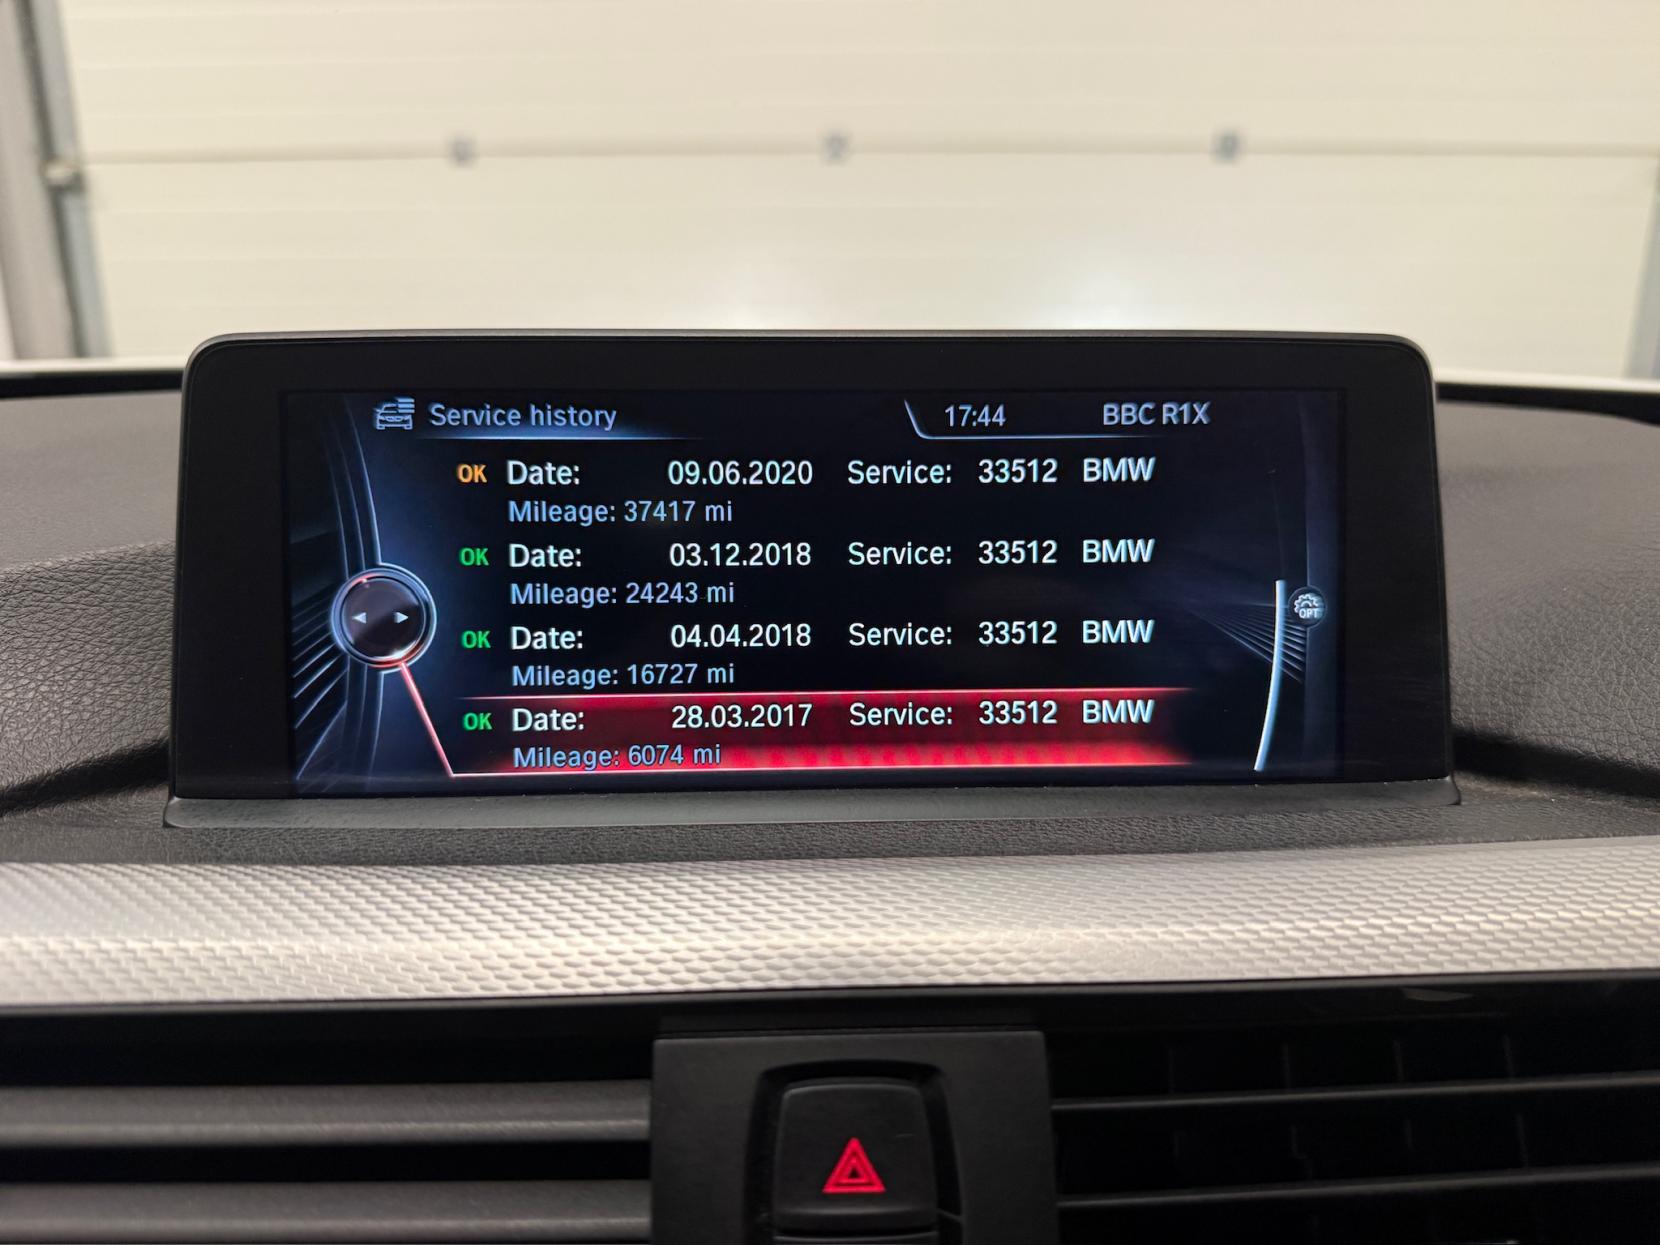 Service history 17:44 BBC R1X
OK Date: 09.06.2020 Service: 33512 BMW
Mileage: 37417 mi
OK Date: 03.12.2018 Service: 33512 BMW
Mileage: 24243 mi
OK Date: 04.04.2018 Service: 33512 BMW
Mileage: 16727 mi
OPT
OK Date: 28.03.2017 Service: 33512 BMW
Mileage: 6074 mi